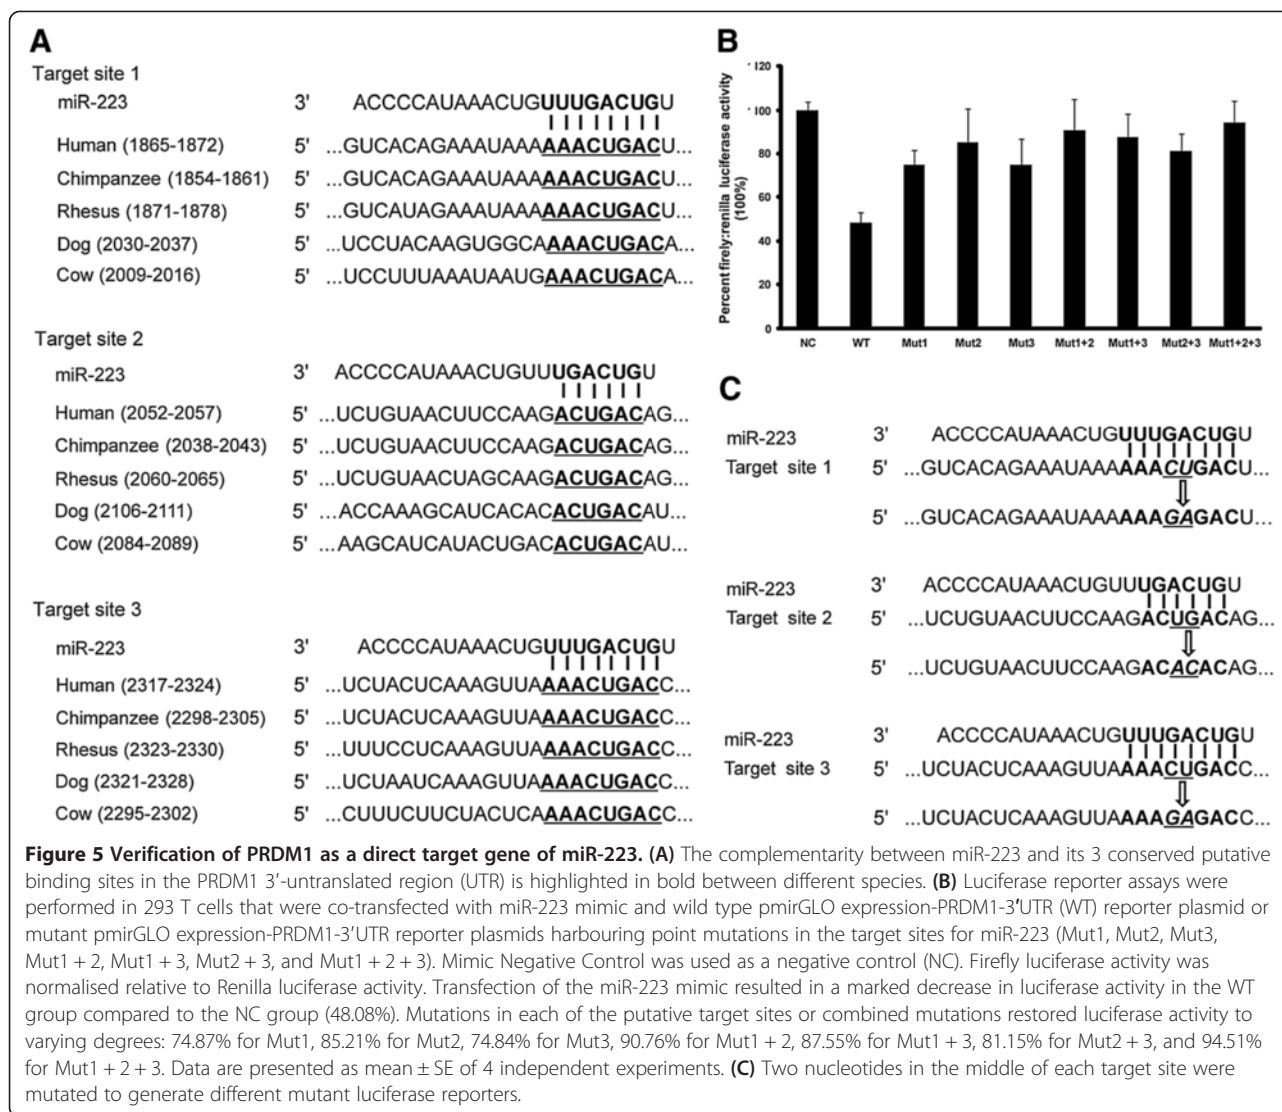 A
Target site 1
miR-223 3' ACCCCAUAAACUGUUUGACUGU
Human (1865-1872) 5' ...GUCACAGAAAUAAAAAACUGACU...
Chimpanzee (1854-1861) 5' ...GUCACAGAAAUAAAAAACUGACU...
Rhesus (1871-1878) 5' ...GUCAUAGAAAUAAAAAACUGACU...
Dog (2030-2037) 5' ...UCCUACAAGUGGCAAAACUGACA...
Cow (2009-2016) 5' ...UCCUUUAAAUAAUGAAACUGACA...
Target site 2
miR-223 3' ACCCCAUAAACUGUUUGACUGU
Human (2052-2057) 5' ...UCUGUAACUUCCAAGACUGACAG...
Chimpanzee (2038-2043) 5' ...UCUGUAACUUCCAAGACUGACAG...
Rhesus (2060-2065) 5' ...UCUGUAACUUAGCAAGACUGACAG...
Dog (2106-2111) 5' ...ACCAAAGCAUCACACACUGACAU...
Cow (2084-2089) 5' ...AAGCAUCAUACUGACACUGACAU...
Target site 3
miR-223 3' ACCCCAUAAACUGUUUGACUGU
Human (2317-2324) 5' ...UCUACUCAAAGUUAAAACUGACC...
Chimpanzee (2298-2305) 5' ...UCUACUCAAAGUUAAAACUGACC...
Rhesus (2323-2330) 5' ...UUUCCUCAAAGUUAAAACUGACC...
Dog (2321-2328) 5' ...UCUAAUCAAAGUUAAAACUGACC...
Cow (2295-2302) 5' ...CUUUCUUCUACUCAAAACUGACC...
B
Percent firely:renilla luciferase activity
(100%)
120
100
80
60
40
20
0
NC WT Mut1 Mut2 Mut3 Mut1+2 Mut1+3 Mut2+3 Mut1+2+3
C
miR-223 3' ACCCCAUAAACUGUUUGACUGU
Target site 1 5' ...GUCACAGAAAUAAAAAACUGACU...
5' ...GUCACAGAAAUAAAAAAGAGACU...
miR-223 3' ACCCCAUAAACUGUUUGACUGU
Target site 2 5' ...UCUGUAACUUCCAAGACUGACAG...
5' ...UCUGUAACUUCCAAGACACACAG...
miR-223 3' ACCCCAUAAACUGUUUGACUGU
Target site 3 5' ...UCUACUCAAAGUUAAAACUGACC...
5' ...UCUACUCAAAGUUAAAAGAGACC...
Figure 5 Verification of PRDM1 as a direct target gene of miR-223. (A) The complementarity between miR-223 and its 3 conserved putative
binding sites in the PRDM1 3′-untranslated region (UTR) is highlighted in bold between different species. (B) Luciferase reporter assays were
performed in 293 T cells that were co-transfected with miR-223 mimic and wild type pmirGLO expression-PRDM1-3′UTR (WT) reporter plasmid or
mutant pmirGLO expression-PRDM1-3′UTR reporter plasmids harbouring point mutations in the target sites for miR-223 (Mut1, Mut2, Mut3,
Mut1 + 2, Mut1 + 3, Mut2 + 3, and Mut1 + 2 + 3). Mimic Negative Control was used as a negative control (NC). Firefly luciferase activity was
normalised relative to Renilla luciferase activity. Transfection of the miR-223 mimic resulted in a marked decrease in luciferase activity in the WT
group compared to the NC group (48.08%). Mutations in each of the putative target sites or combined mutations restored luciferase activity to
varying degrees: 74.87% for Mut1, 85.21% for Mut2, 74.84% for Mut3, 90.76% for Mut1 + 2, 87.55% for Mut1 + 3, 81.15% for Mut2 + 3, and 94.51%
for Mut1 + 2 + 3. Data are presented as mean ± SE of 4 independent experiments. (C) Two nucleotides in the middle of each target site were
mutated to generate different mutant luciferase reporters.